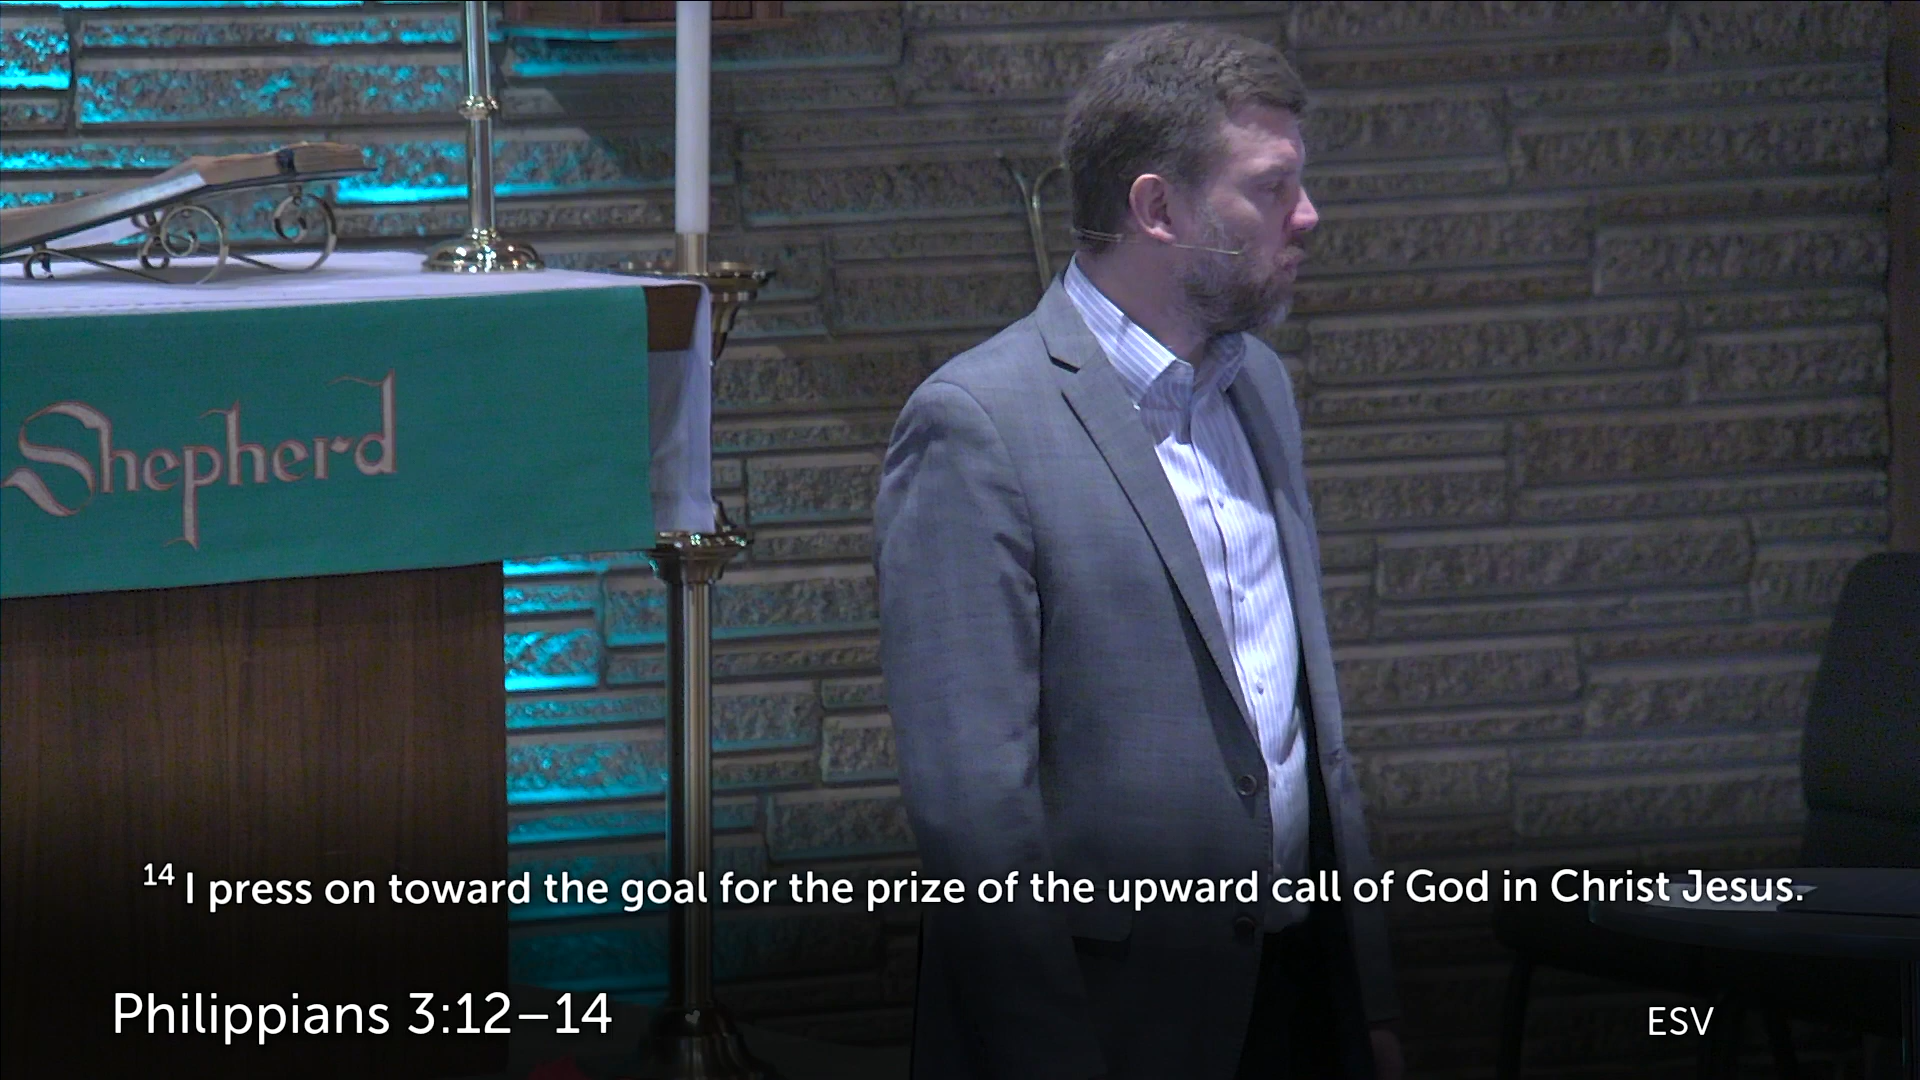 Shepherd
14 I press on toward the goal for the prize of the upward call of God in Christ Jesus.
Philippians 3:12–14
ESV